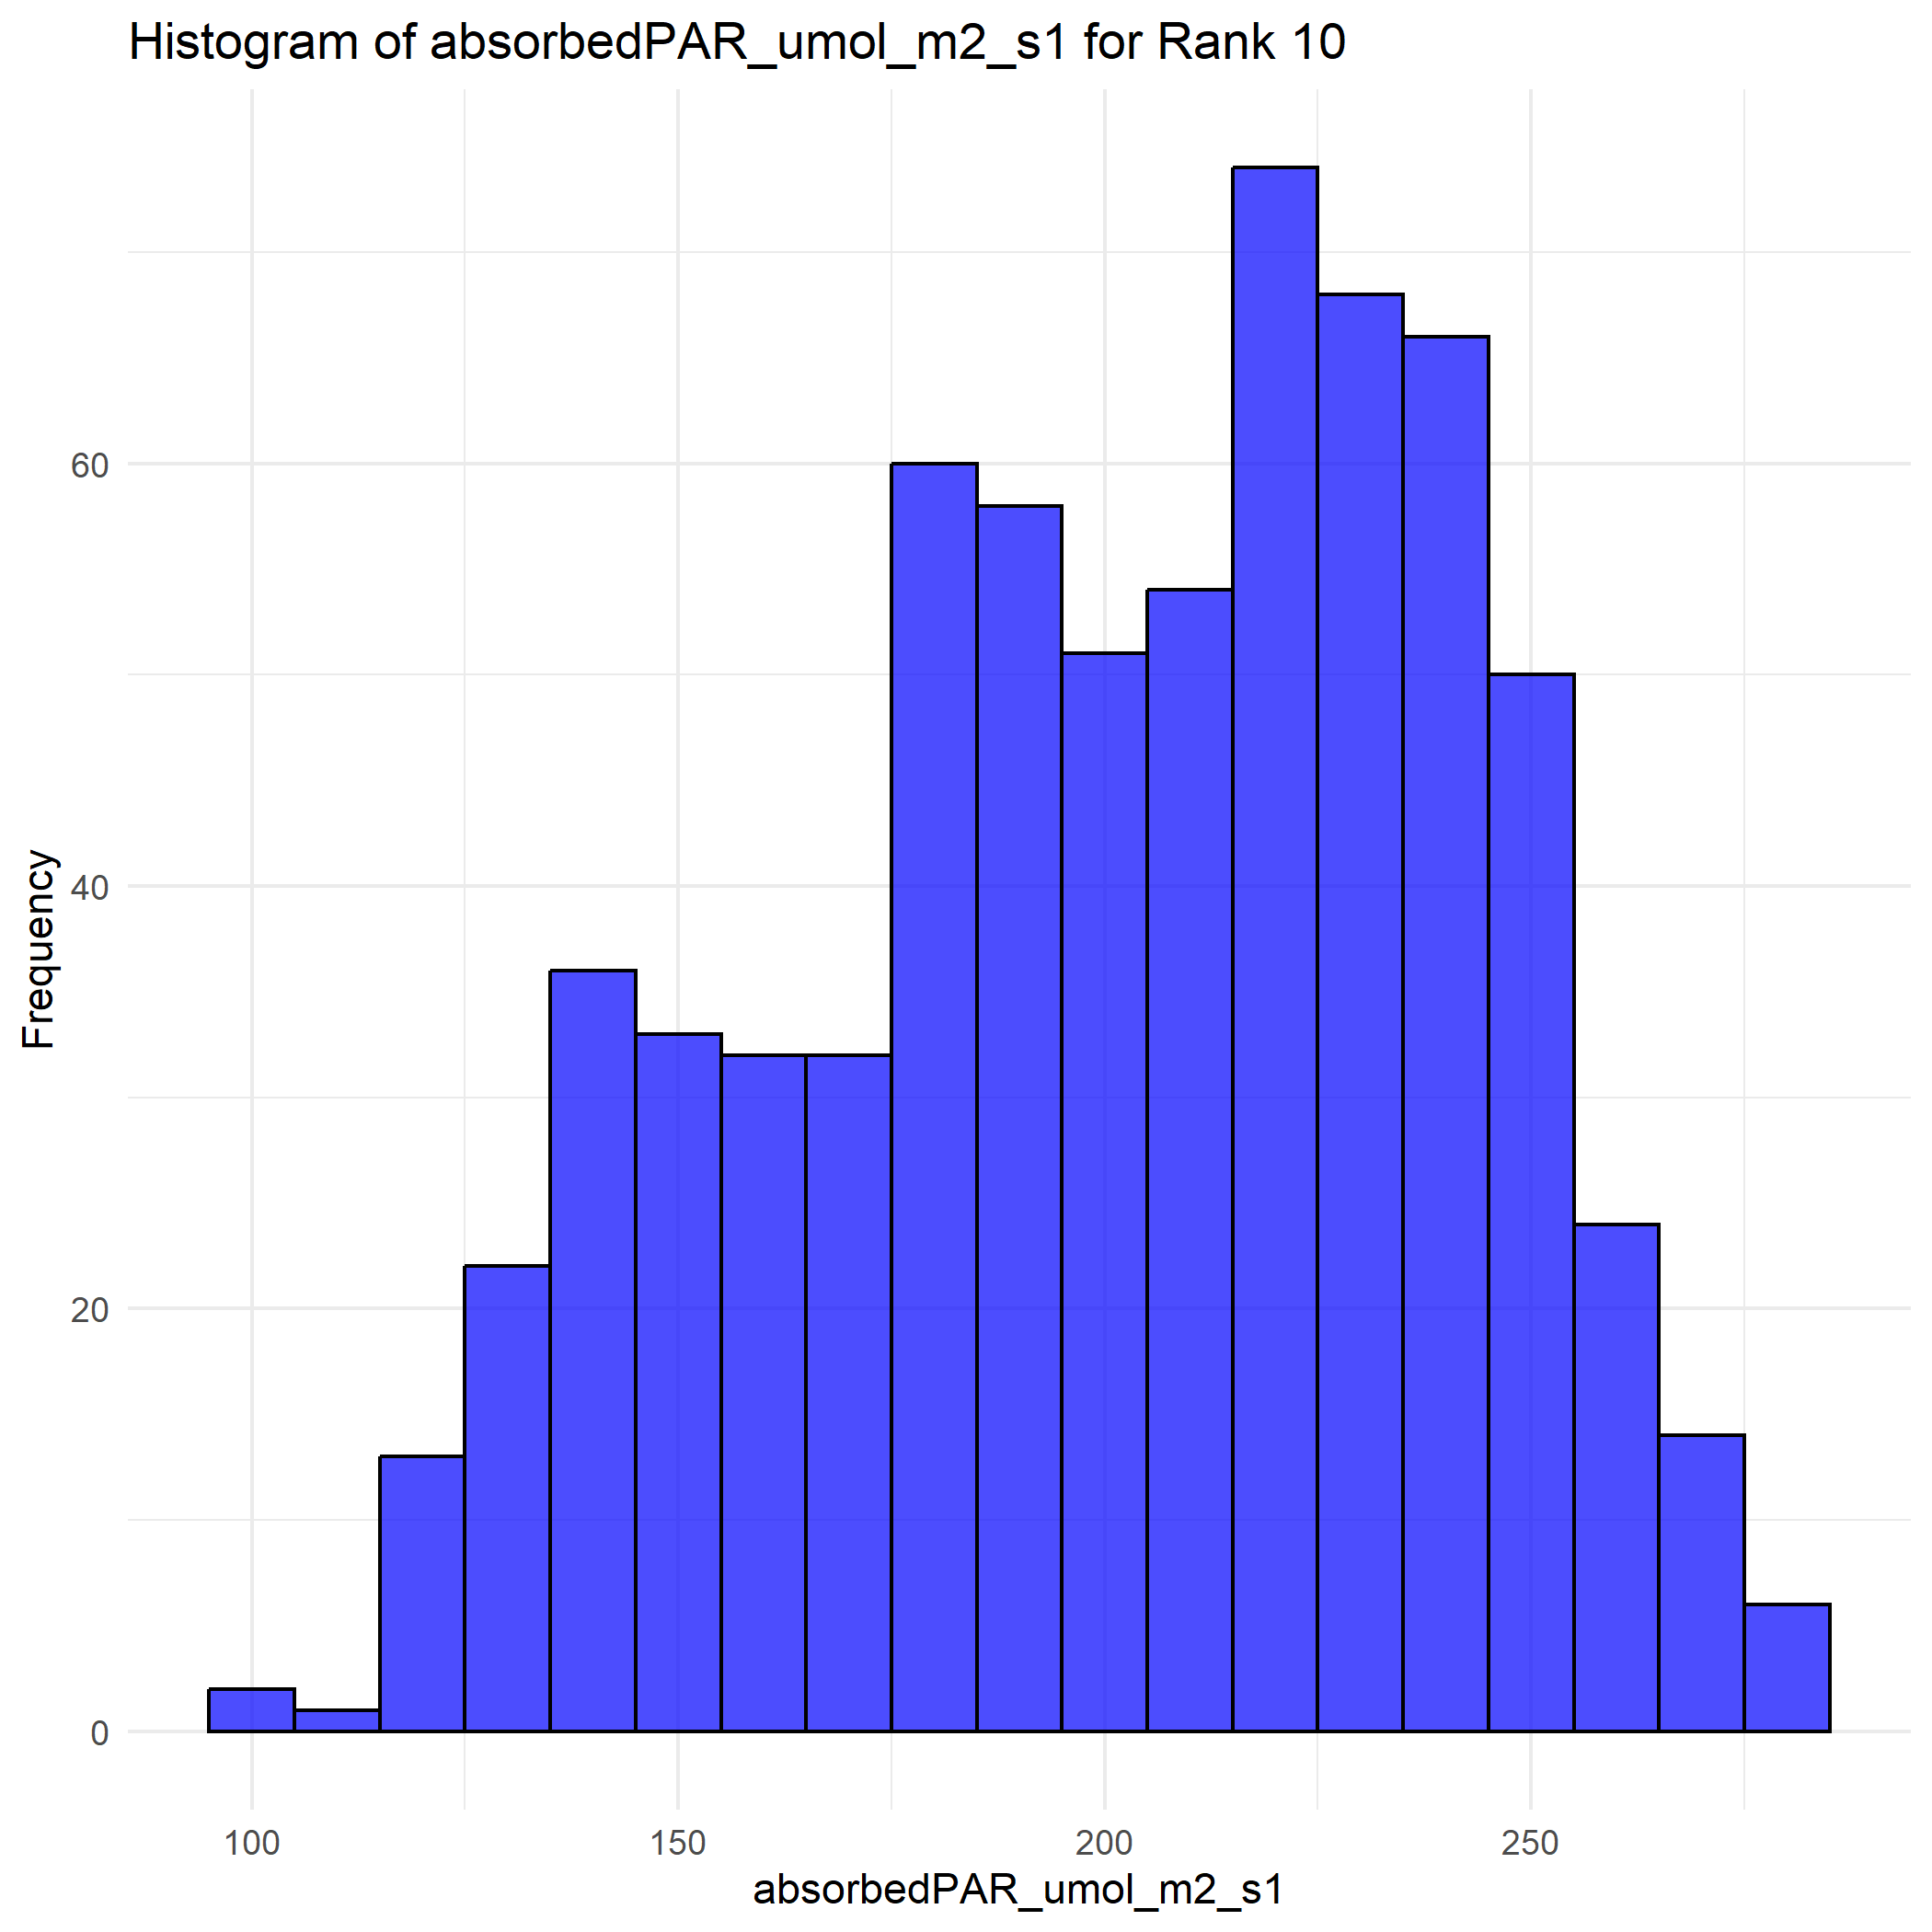 Histogram of absorbedPAR_umol_m2_s1 for Rank 10
Frequency
60
40
20
0
100 150 200 250
absorbedPAR_umol_m2_s1